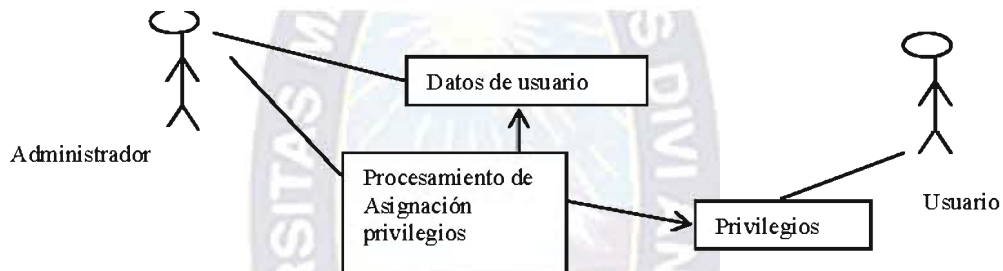 Datos de usuario
Administrador
Procesamiento de
Asignación
privilegios
Usuario
Privilegios